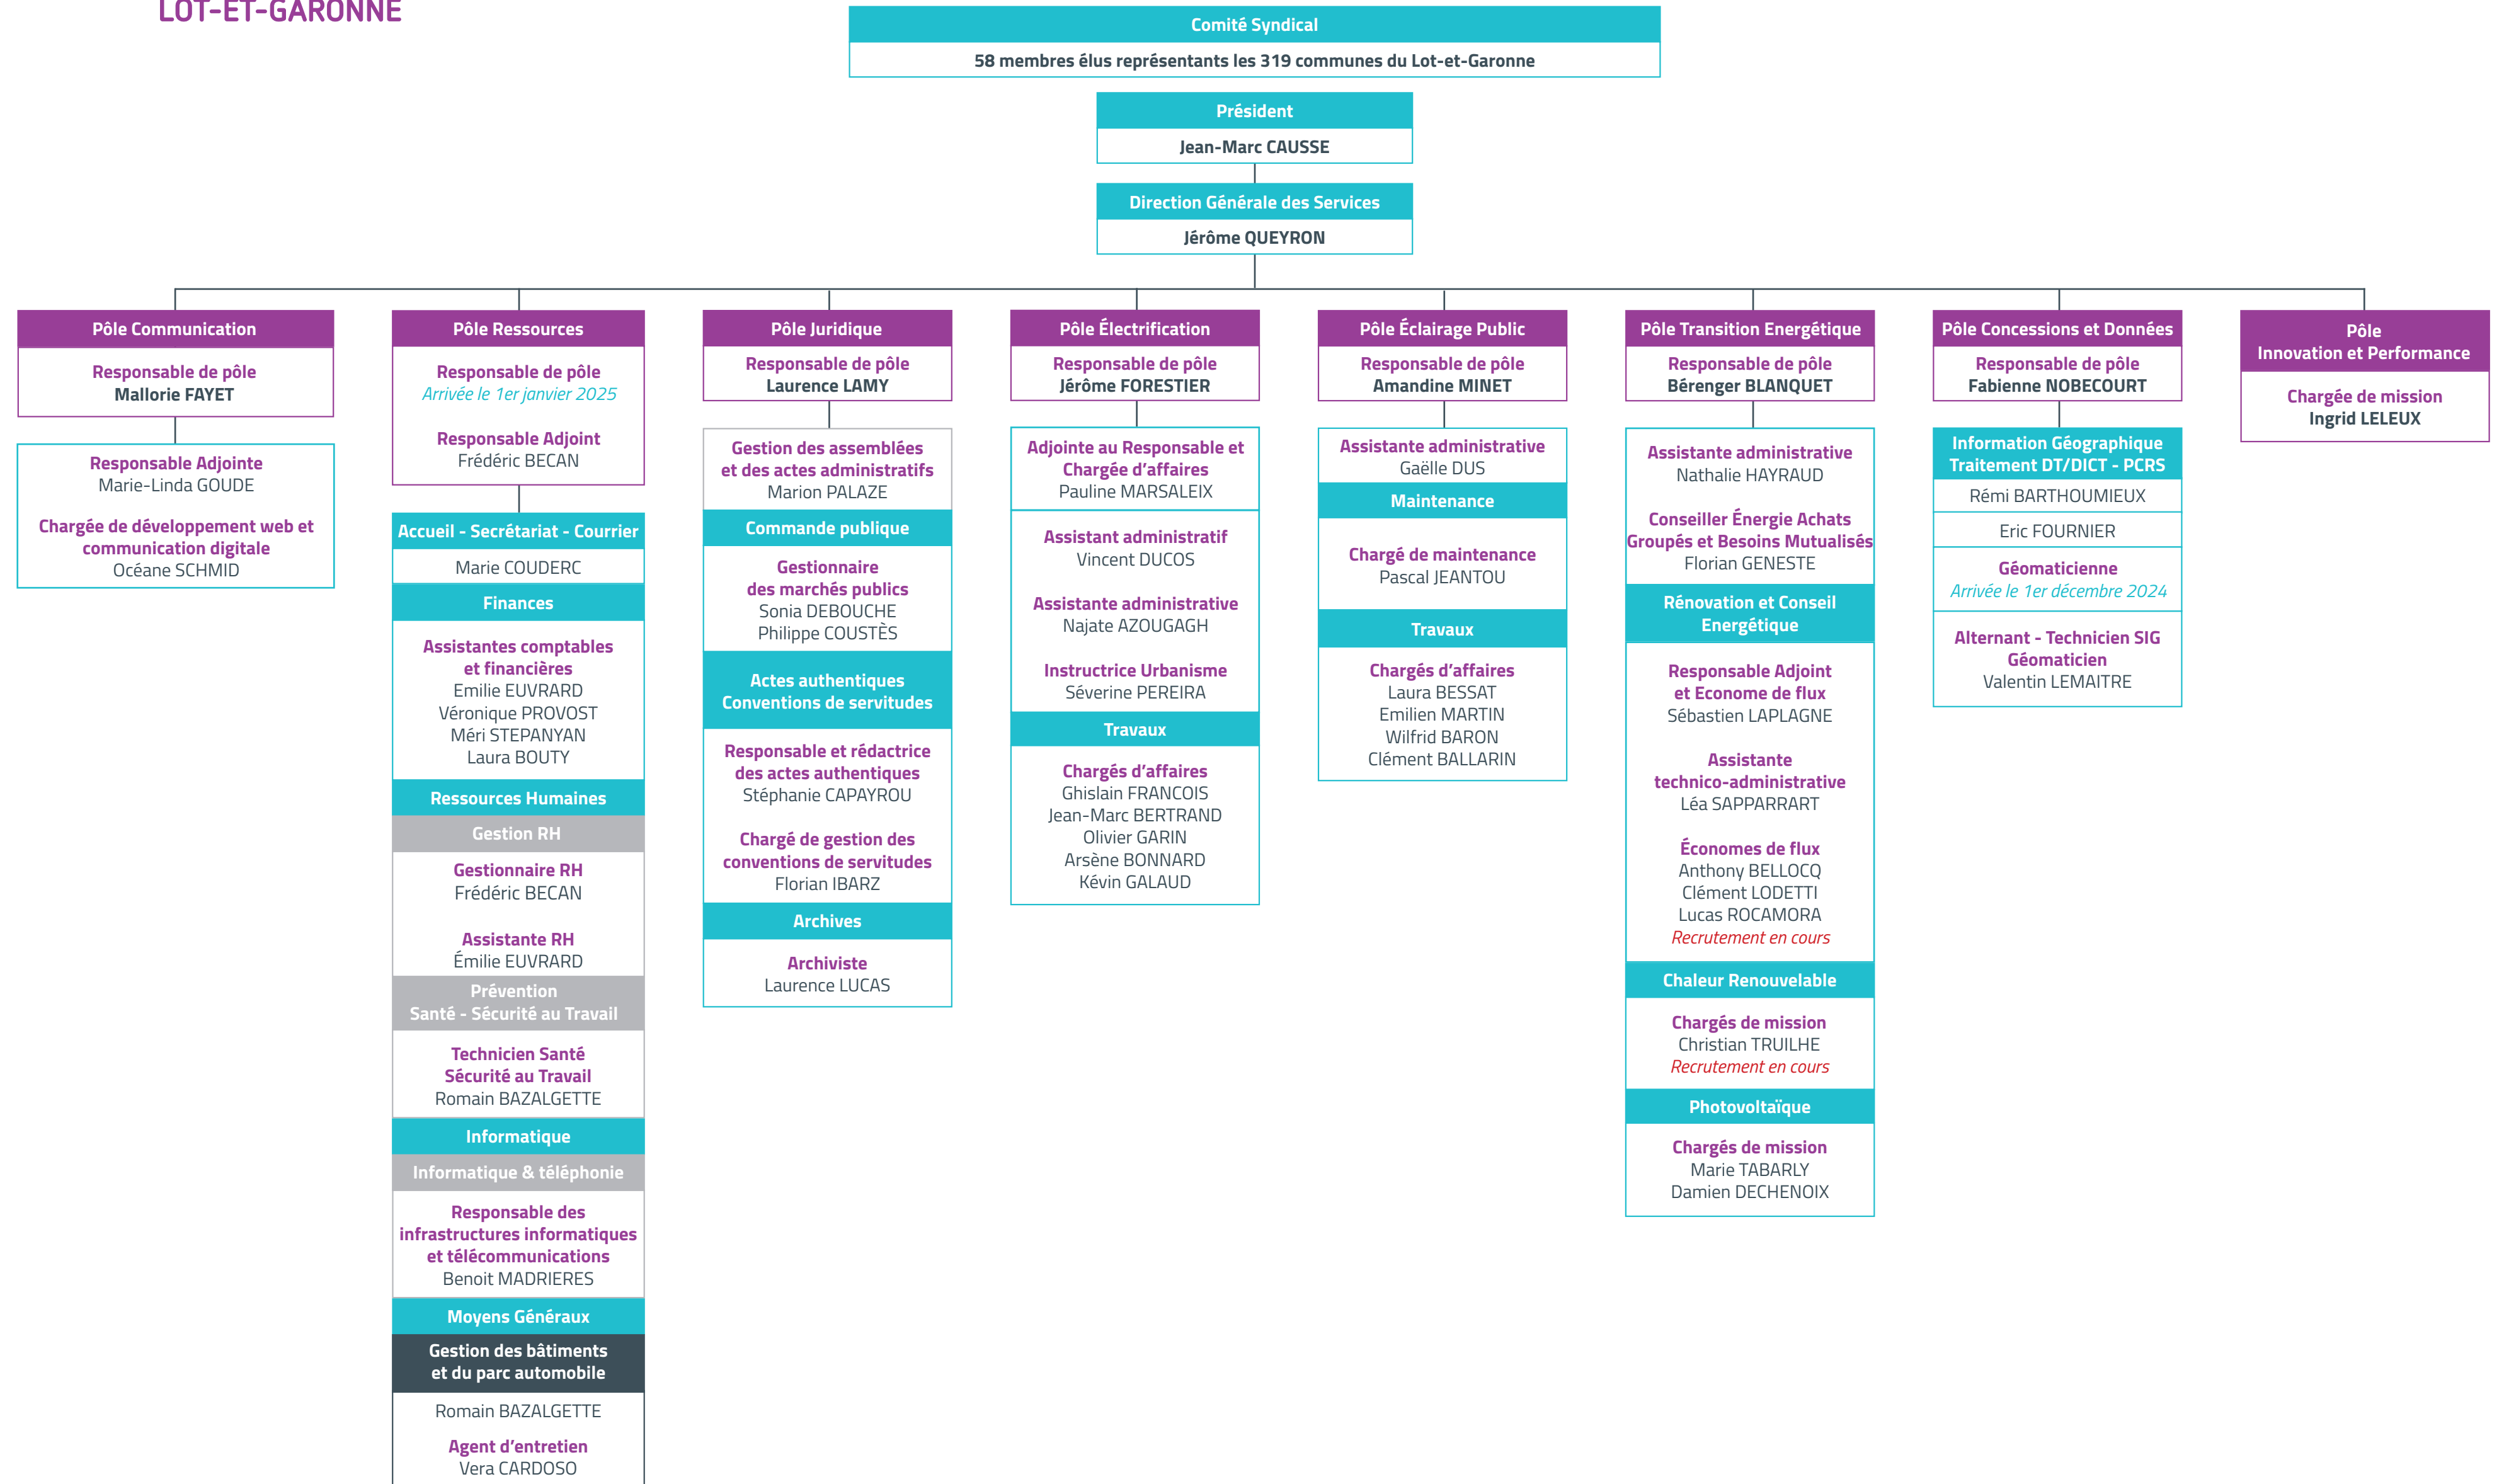 LOT-ET-GARONNE
Comité Syndical
58 membres élus représentants les 319 communes du Lot-et-Garonne
Président
Jean-Marc CAUSSE
Direction Générale des Services
Jérôme QUEYRON
Pôle Communication
Responsable de pôle
Mallorie FAYET
Responsable Adjointe
Marie-Linda GOUDE
Chargée de développement web et
communication digitale
Océane SCHMID
Pôle Ressources
Responsable de pôle
Arrivée le 1er janvier 2025
Responsable Adjoint
Frédéric BECAN
Accueil - Secrétariat - Courrier
Marie COUDERC
Finances
Assistantes comptables
et financières
Emilie EUVRARD
Véronique PROVOST
Méri STEPANYAN
Laura BOUTY
Ressources Humaines
Gestion RH
Gestionnaire RH
Frédéric BECAN
Assistante RH
Émilie EUVRARD
Prévention
Santé - Sécurité au Travail
Technicien Santé
Sécurité au Travail
Romain BAZALGETTE
Informatique
Informatique & téléphonie
Responsable des
infrastructures informatiques
et télécommunications
Benoit MADRIERES
Moyens Généraux
Gestion des bâtiments
et du parc automobile
Romain BAZALGETTE
Agent d'entretien
Vera CARDOSO
Pôle Juridique
Responsable de pôle
Laurence LAMY
Gestion des assemblées
et des actes administratifs
Marion PALAZE
Commande publique
Gestionnaire
des marchés publics
Sonia DEBOUCHE
Philippe COUSTÈS
Actes authentiques
Conventions de servitudes
Responsable et rédactrice
des actes authentiques
Stéphanie CAPAYROU
Chargé de gestion des
conventions de servitudes
Florian IBARZ
Archives
Archiviste
Laurence LUCAS
Pôle Électrification
Responsable de pôle
Jérôme FORESTIER
Adjointe au Responsable et
Chargée d'affaires
Pauline MARSALEIX
Assistant administratif
Vincent DUCOS
Assistante administrative
Najate AZOUGAGH
Instructrice Urbanisme
Séverine PEREIRA
Travaux
Chargés d'affaires
Ghislain FRANCOIS
Jean-Marc BERTRAND
Olivier GARIN
Arsène BONNARD
Kévin GALAUD
Pôle Éclairage Public
Responsable de pôle
Amandine MINET
Assistante administrative
Gaëlle DUS
Maintenance
Chargé de maintenance
Pascal JEANTOU
Travaux
Chargés d'affaires
Laura BESSAT
Emilien MARTIN
Wilfrid BARON
Clément BALLARIN
Pôle Transition Energétique
Responsable de pôle
Bérenger BLANQUET
Assistante administrative
Nathalie HAYRAUD
Conseiller Énergie Achats
Groupés et Besoins Mutualisés
Florian GENESTE
Rénovation et Conseil
Energétique
Responsable Adjoint
et Econome de flux
Sébastien LAPLAGNE
Assistante
technico-administrative
Léa SAPPARRART
Économes de flux
Anthony BELLOCQ
Clément LODETTI
Lucas ROCAMORA
Recrutement en cours
Chaleur Renouvelable
Chargés de mission
Christian TRUILHE
Recrutement en cours
Photovoltaïque
Chargés de mission
Marie TABARLY
Damien DECHENOIX
Pôle Concessions et Données
Responsable de pôle
Fabienne NOBECOURT
Information Géographique
Traitement DT/DICT - PCRS
Rémi BARTHOUMIEUX
Eric FOURNIER
Géomaticienne
Arrivée le 1er décembre 2024
Alternant - Technicien SIG
Géomaticien
Valentin LEMAITRE
Pôle
Innovation et Performance
Chargée de mission
Ingrid LELEUX